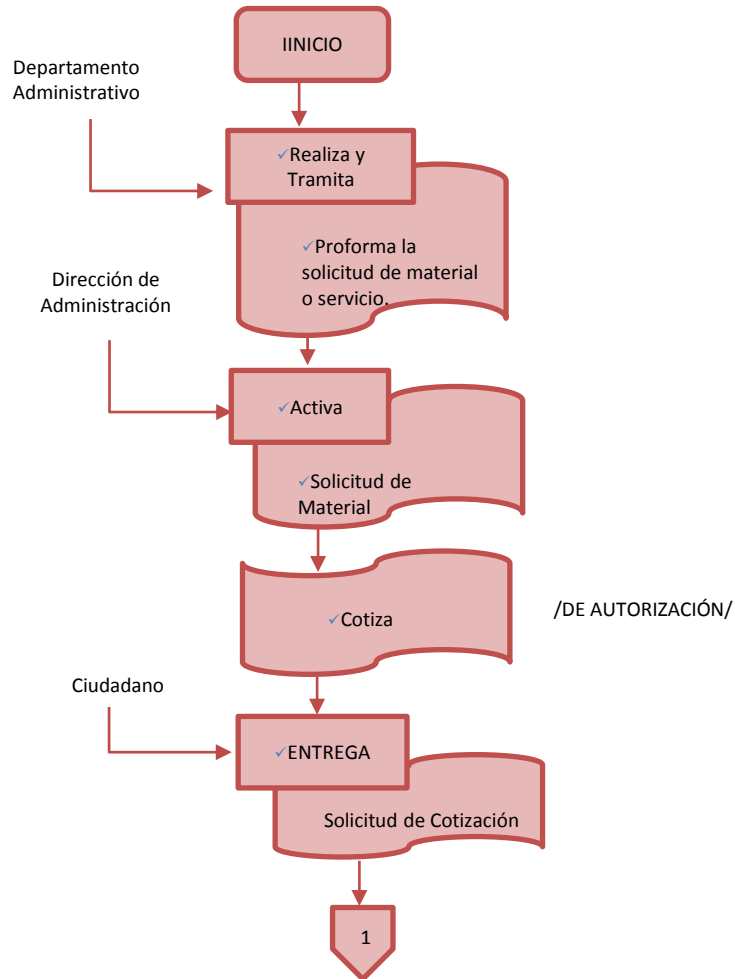 IINICIO
Departamento
Administrativo
✓Realiza y
Tramita
✓Proforma la
solicitud de material
o servicio.
Dirección de
Administración
✓Activa
✓Solicitud de
Material
✓Cotiza
/DE AUTORIZACIÓN/
Ciudadano
✓ENTREGA
Solicitud de Cotización
1